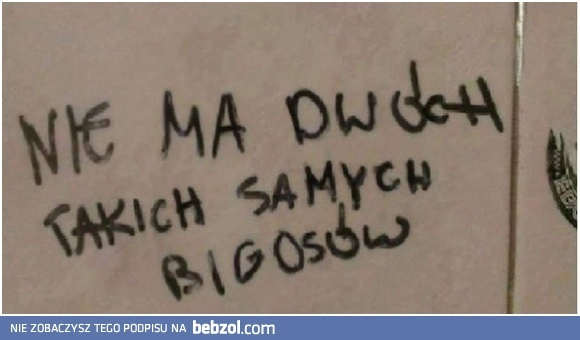 NIE MA DWÓCH
TAKICH SAMYCH
BIGOSÓW
NIE ZOBACZYSZ TEGO PODPISU NA bebzol.com